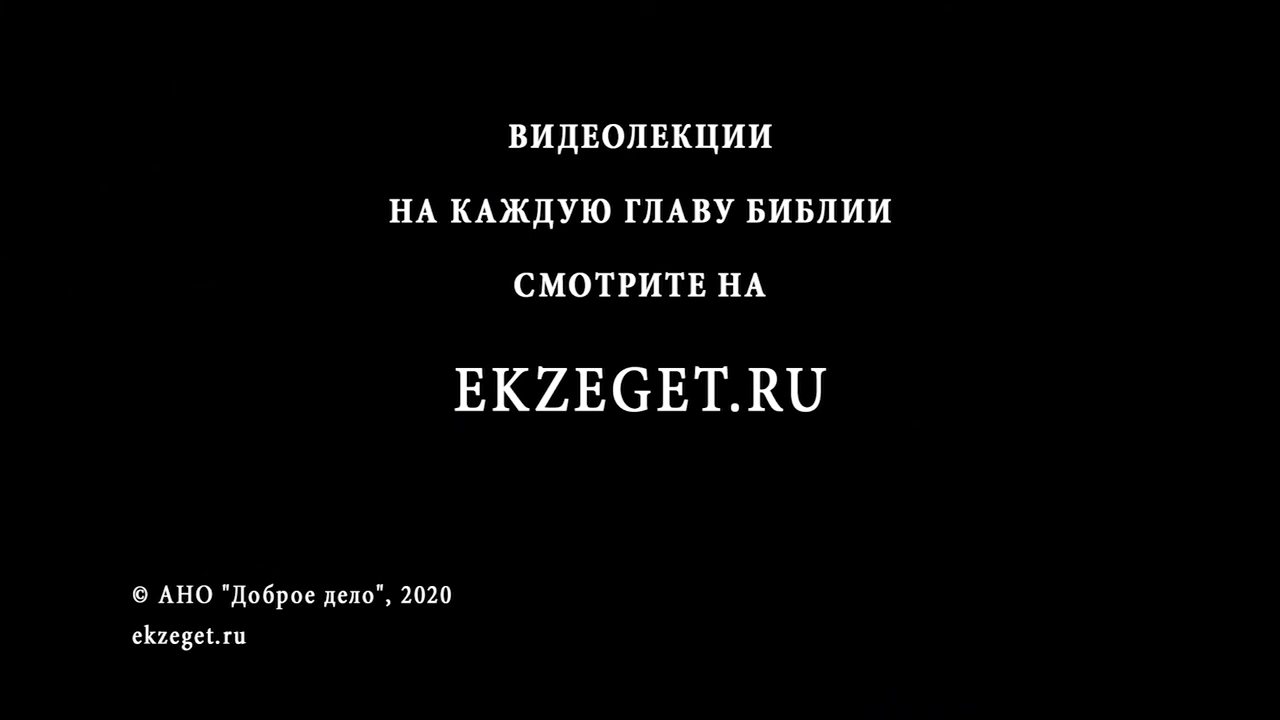 ВИДЕОЛЕКЦИИ
НА КАЖДУЮ ГЛАВУ БИБЛИИ
СМОТРИТЕ НА
EKZEGET.RU
© АНО "Доброе дело", 2020
ekzeget.ru